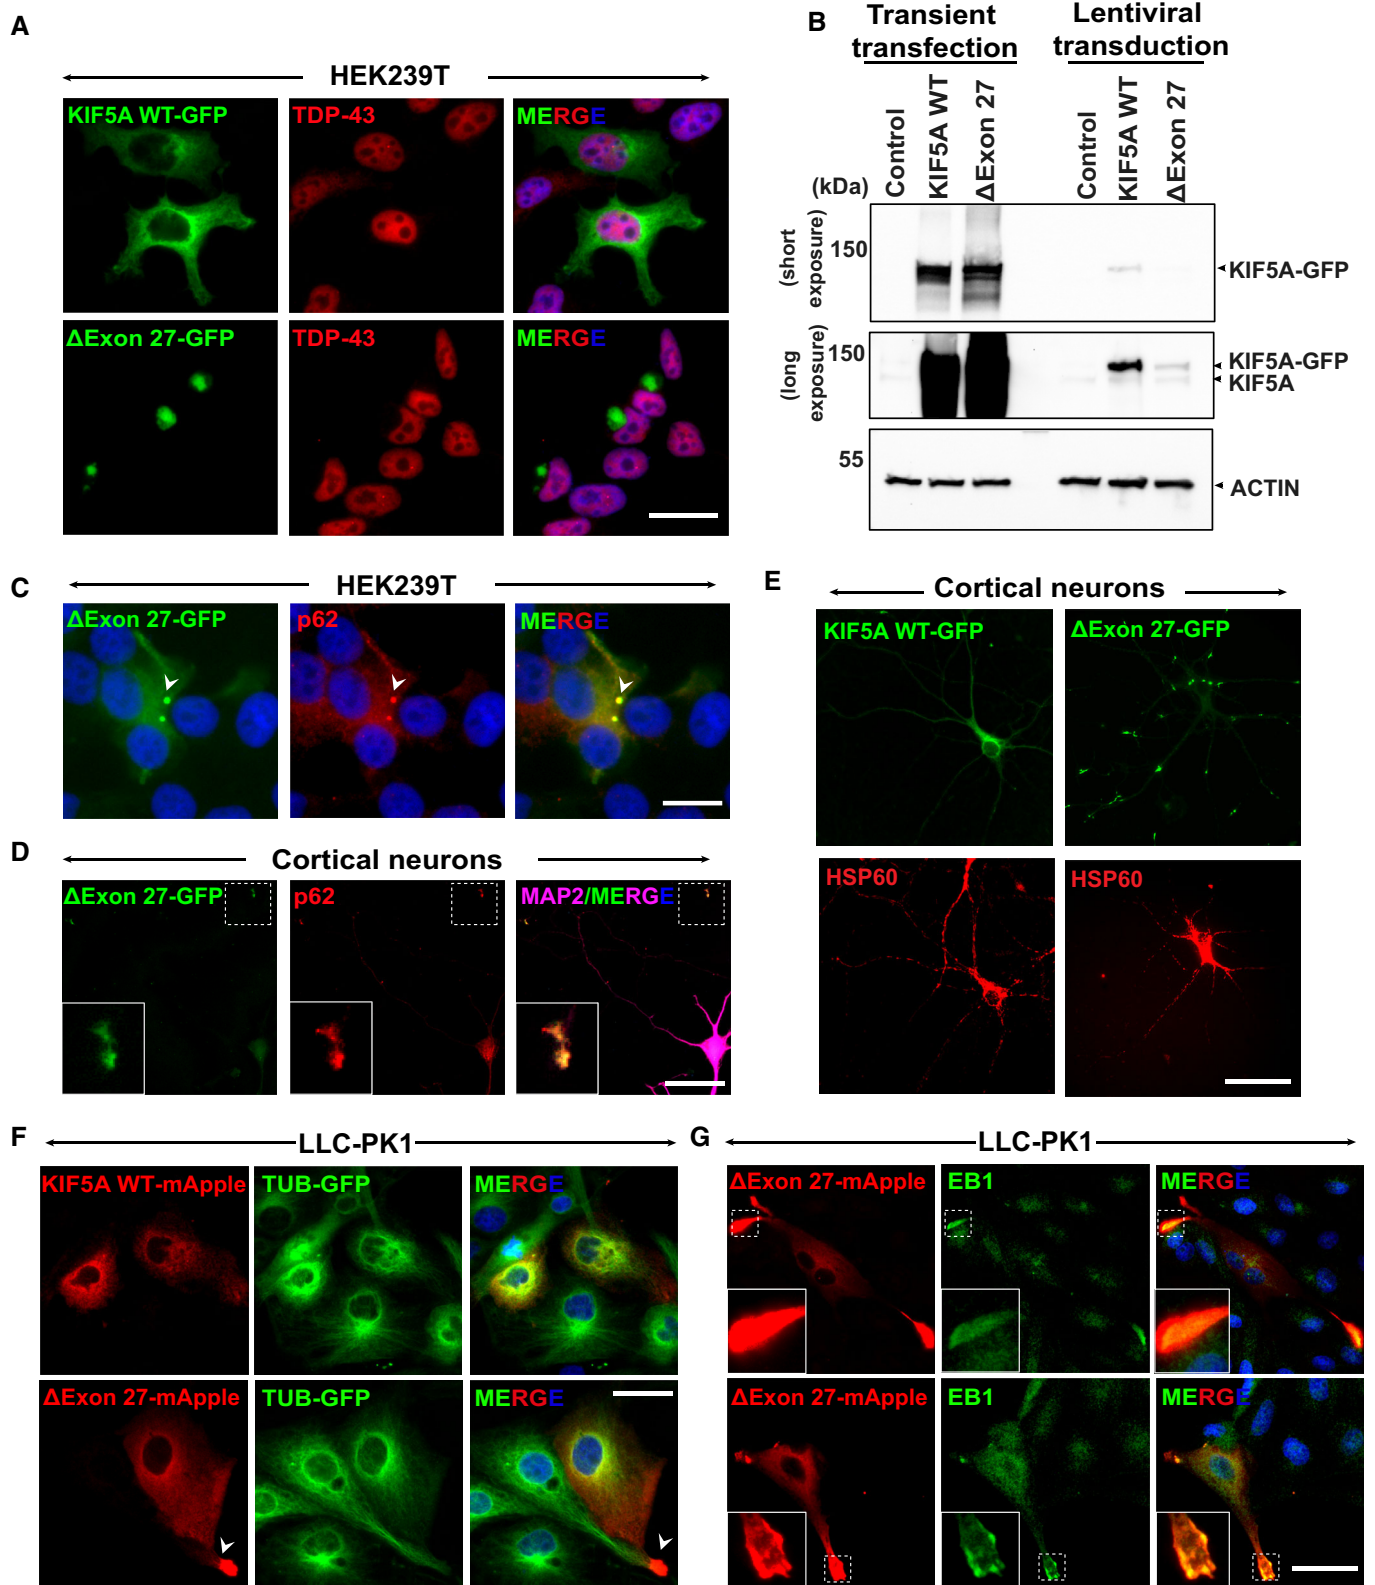 A
HEK239T
KIF5A WT-GFP
TDP-43
MERGE
ΔExon 27-GFP
TDP-43
MERGE
B
Transient transfection
Lentiviral transduction
(kDa)
Control
KIF5A WT
ΔExon 27
Control
KIF5A WT
ΔExon 27
(short exposure)
150
KIF5A-GFP
(long exposure)
150
KIF5A-GFP
KIF5A
55
ACTIN
C
HEK239T
ΔExon 27-GFP
p62
MERGE
D
Cortical neurons
ΔExon 27-GFP
p62
MAP2/MERGE
E
Cortical neurons
KIF5A WT-GFP
ΔExon 27-GFP
HSP60
HSP60
F
LLC-PK1
KIF5A WT-mApple
TUB-GFP
MERGE
ΔExon 27-mApple
TUB-GFP
MERGE
G
LLC-PK1
ΔExon 27-mApple
EB1
MERGE
ΔExon 27-mApple
EB1
MERGE